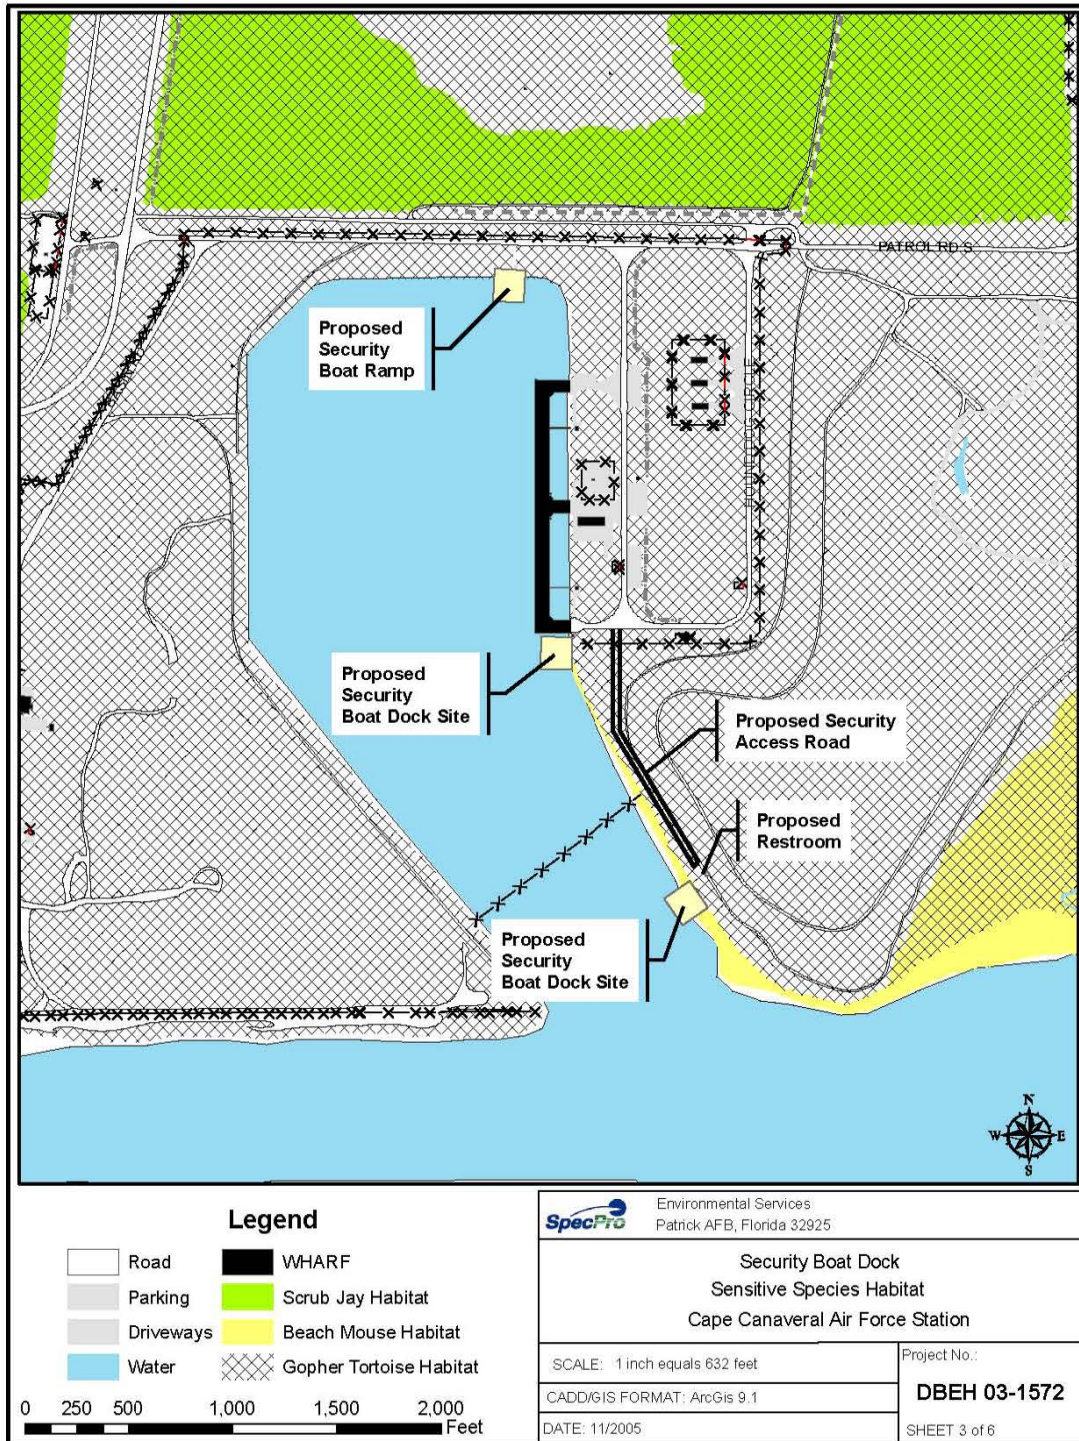 PATROL RD S
Proposed
Security
Boat Ramp
Proposed
Security
Boat Dock Site
Proposed Security
Access Road
Proposed
Restroom
Proposed
Security
Boat Dock Site
N
W E
S
Legend
Road
WHARF
Parking
Scrub Jay Habitat
Driveways
Beach Mouse Habitat
Water
Gopher Tortoise Habitat
0 250 500 1,000 1,500 2,000
Feet
SpecPro
Environmental Services
Patrick AFB, Florida 32925
Security Boat Dock
Sensitive Species Habitat
Cape Canaveral Air Force Station
SCALE: 1 inch equals 632 feet
CADD/GIS FORMAT: ArcGis 9.1
DATE: 11/2005
Project No.:
DBEH 03-1572
SHEET 3 of 6